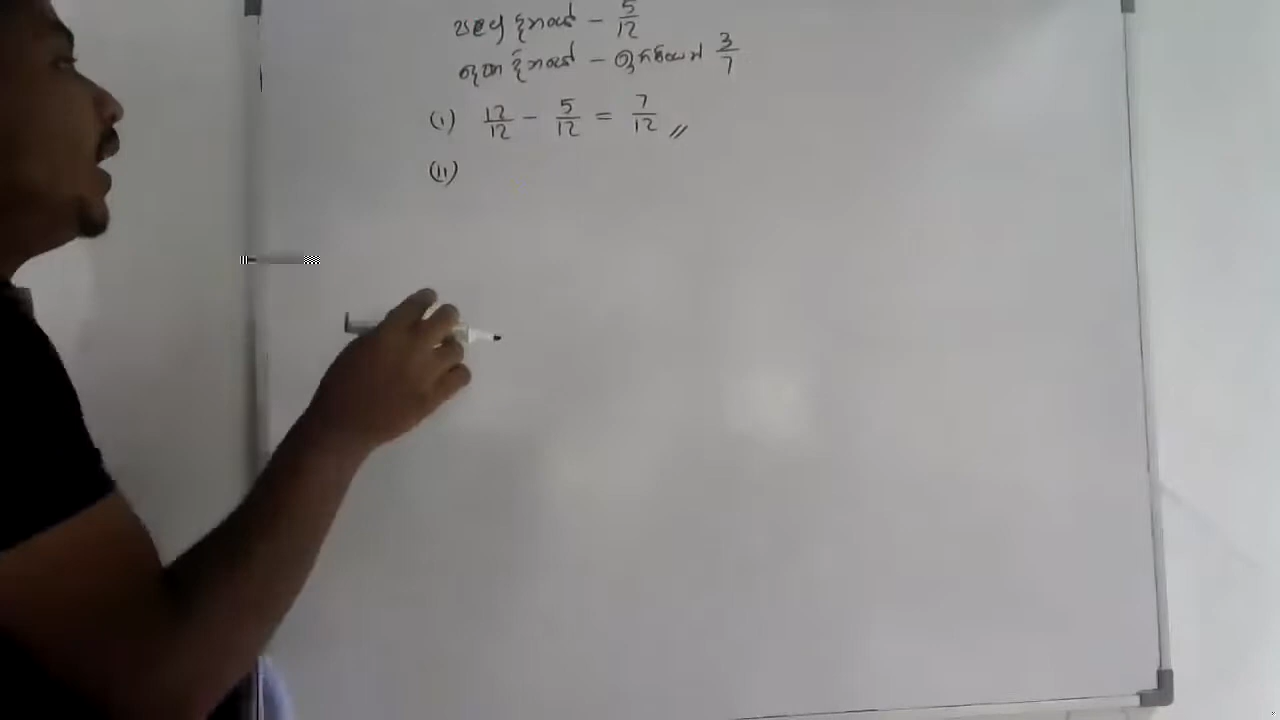 පළමු දිනයේ - 5/12
දෙවන දිනයේ - ඉතිරියෙන් 3/7
(i) 12/12 - 5/12 = 7/12 //
(ii)